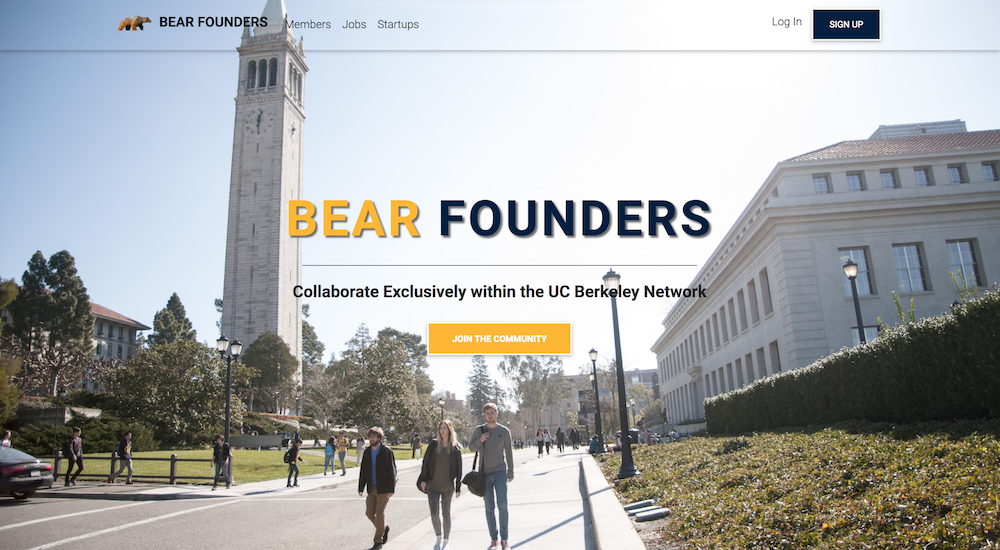 BEAR FOUNDERS Members Jobs Startups Log In SIGN UP
BEAR FOUNDERS
Collaborate Exclusively within the UC Berkeley Network
JOIN THE COMMUNITY